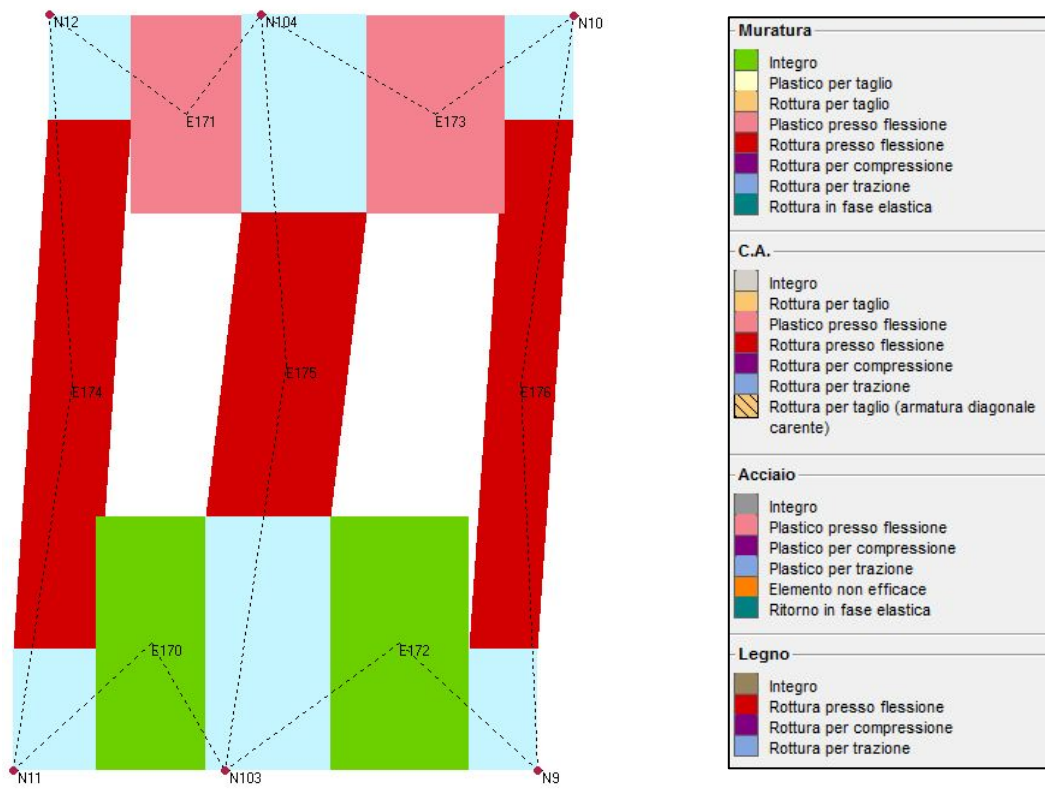 N12
N104
N10
E171
E173
E174
E175
E176
E170
E172
N11
N103
N9
Muratura
Integro
Plastico per taglio
Rottura per taglio
Plastico presso flessione
Rottura presso flessione
Rottura per compressione
Rottura per trazione
Rottura in fase elastica
C.A.
Integro
Rottura per taglio
Plastico presso flessione
Rottura presso flessione
Rottura per compressione
Rottura per trazione
Rottura per taglio (armatura diagonale
carente)
Acciaio
Integro
Plastico presso flessione
Plastico per compressione
Plastico per trazione
Elemento non efficace
Ritorno in fase elastica
Legno
Integro
Rottura presso flessione
Rottura per compressione
Rottura per trazione